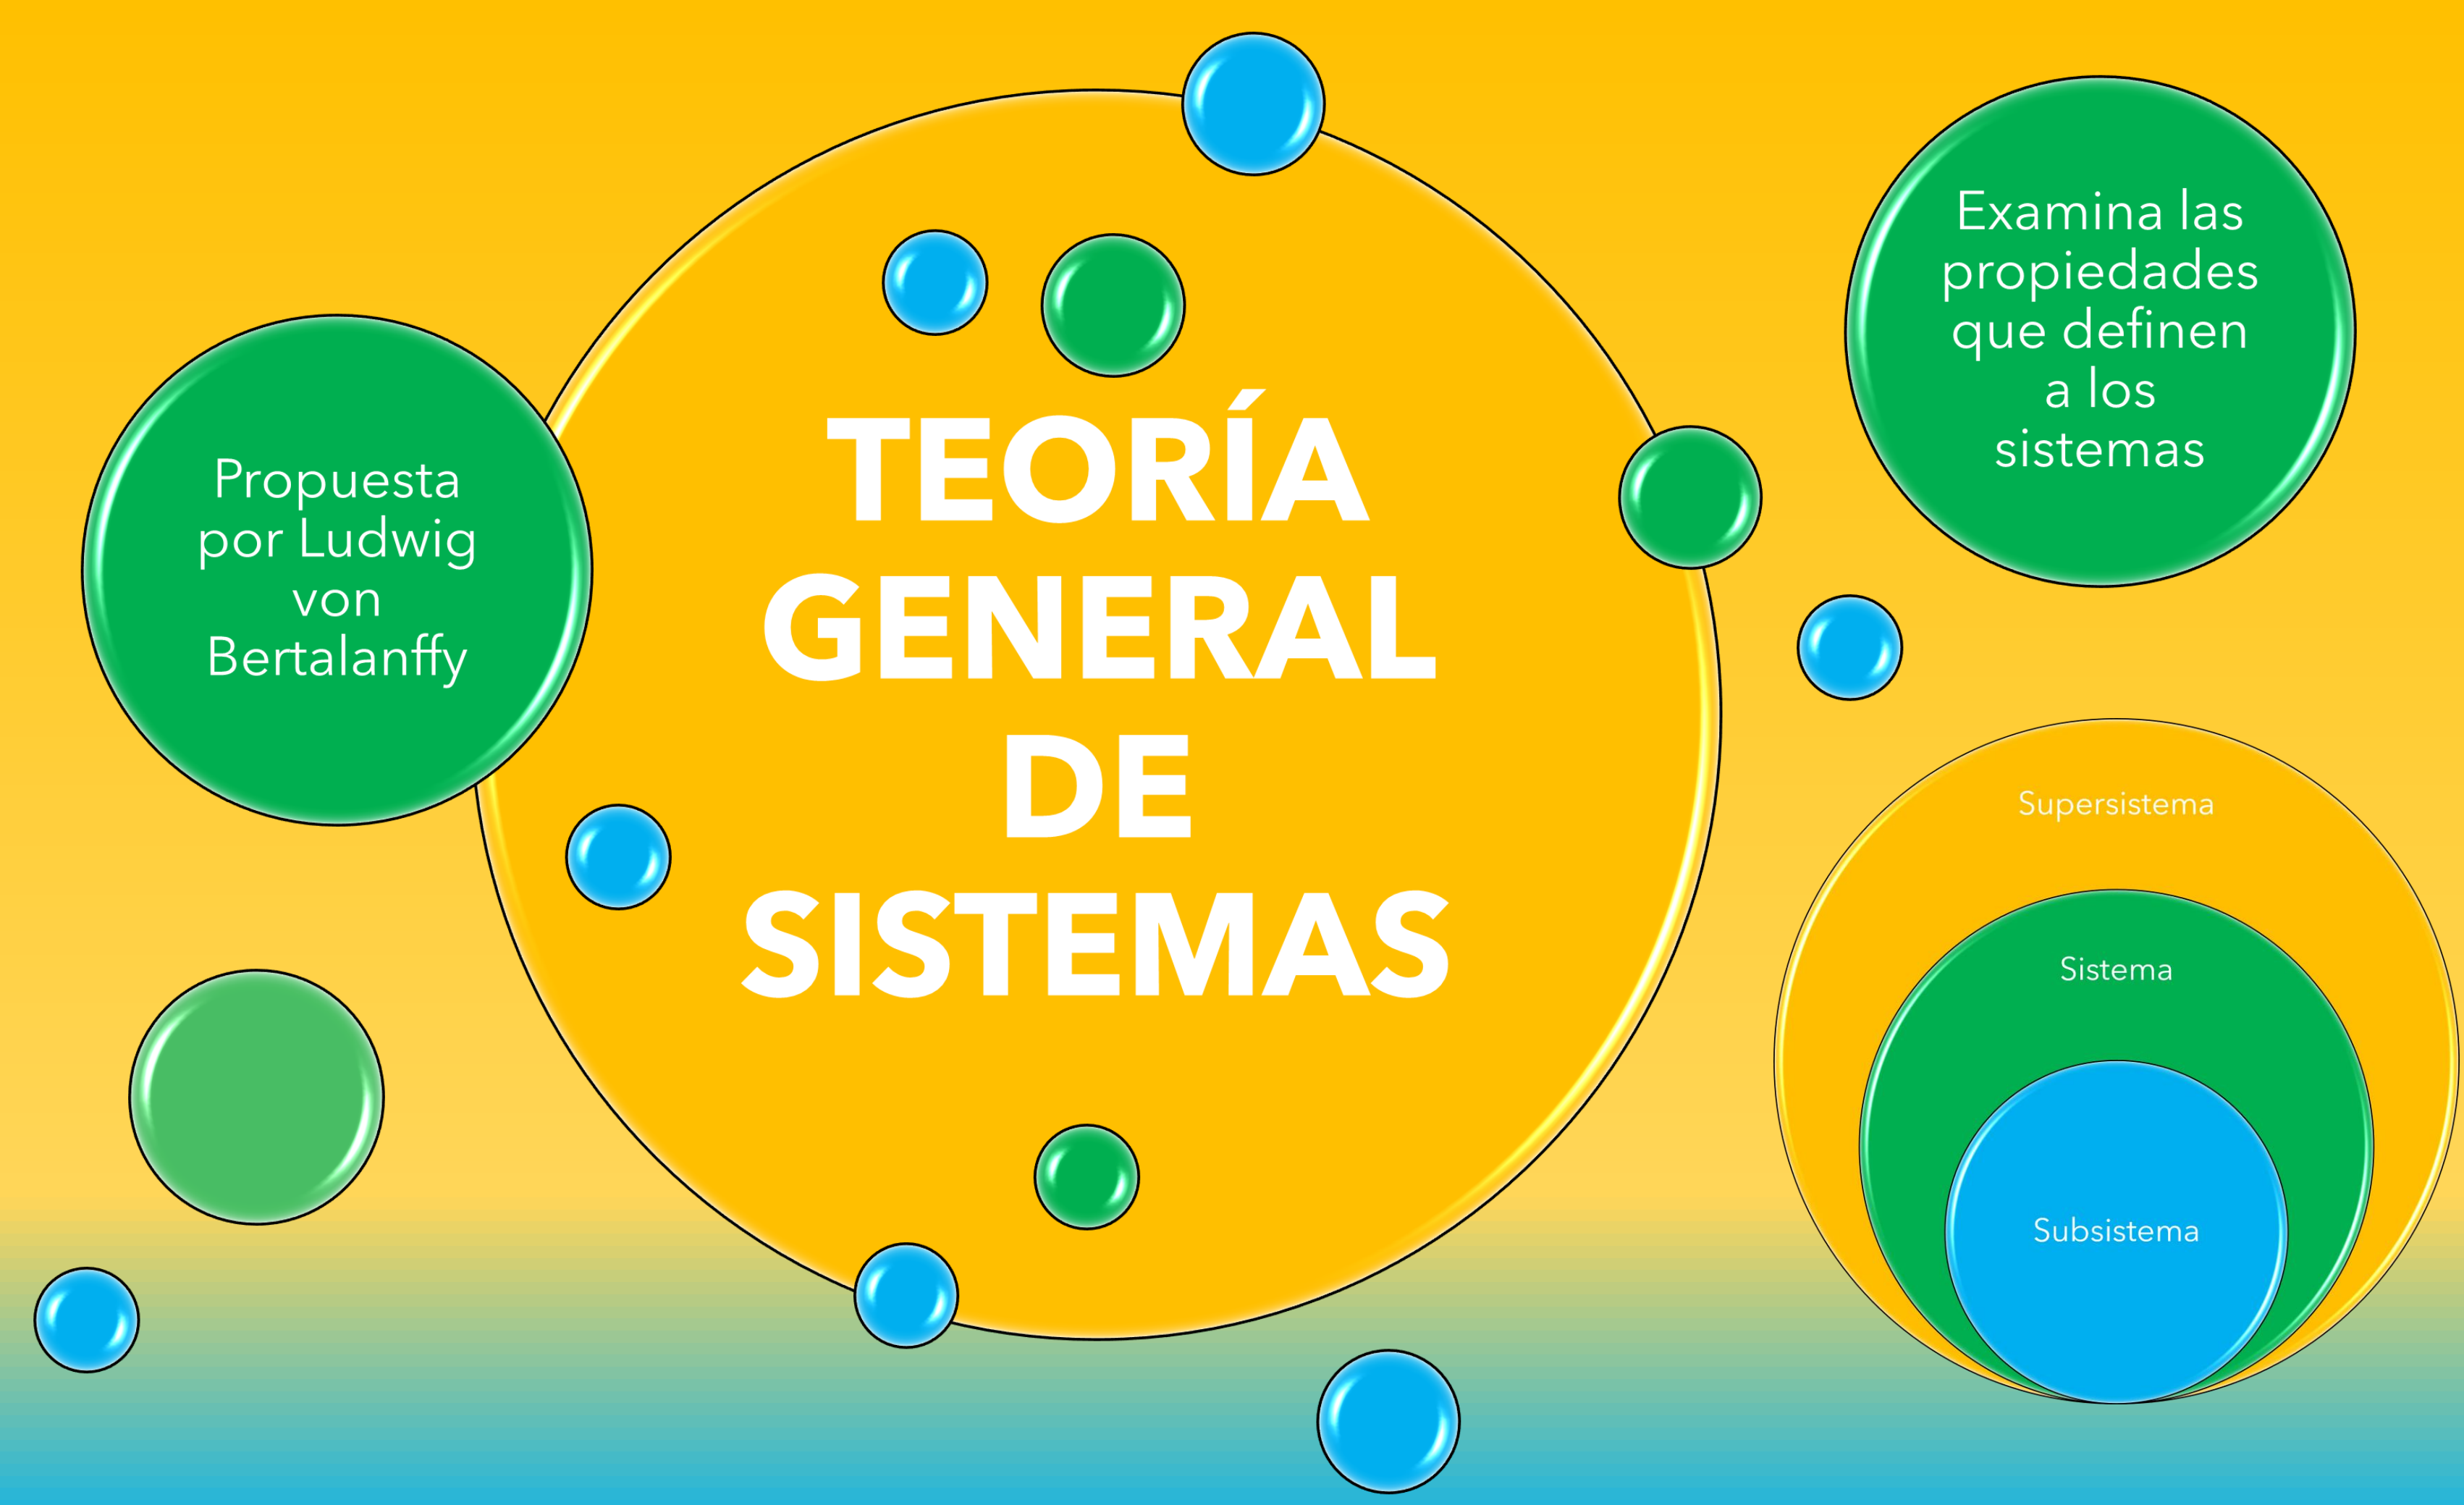 TEORÍA
GENERAL
DE
SISTEMAS
Propuesta
por Ludwig
von
Bertalanffy
Examina las
propiedades
que definen
a los
sistemas
Supersistema
Sistema
Subsistema